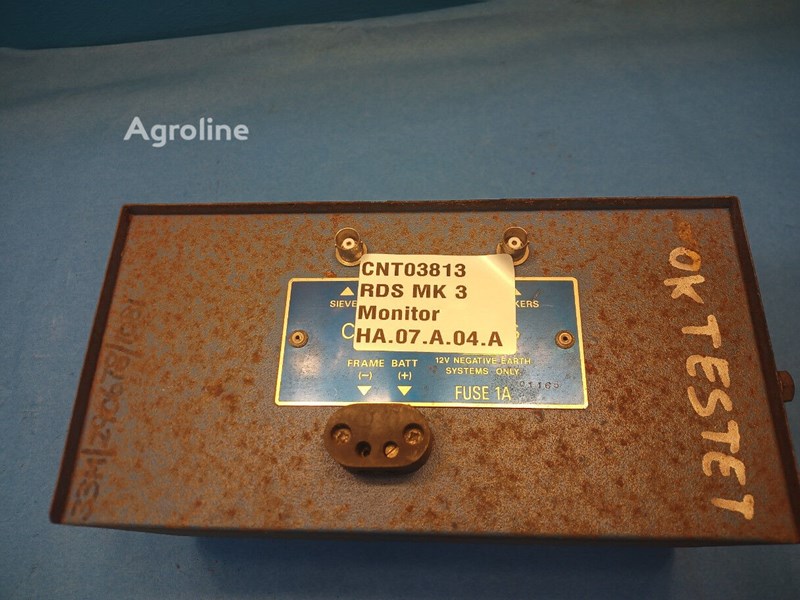 Agroline
CNT03813
RDS MK 3
Monitor
HA.07.A.04.A
SIEVE
KERS
FRAME BATT
(-) (+)
12V NEGATIVE EARTH
SYSTEMS ONLY
FUSE 1A
OK TESTET